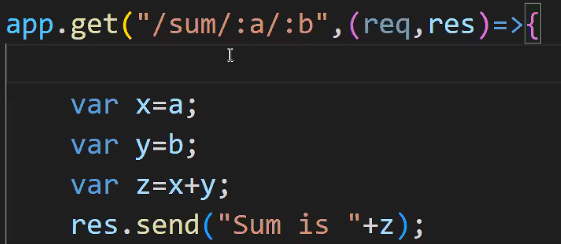 app.get("/sum/:a/:b",(req,res)=>{
var x=a;
var y=b;
var z=x+y;
res.send("Sum is "+z);